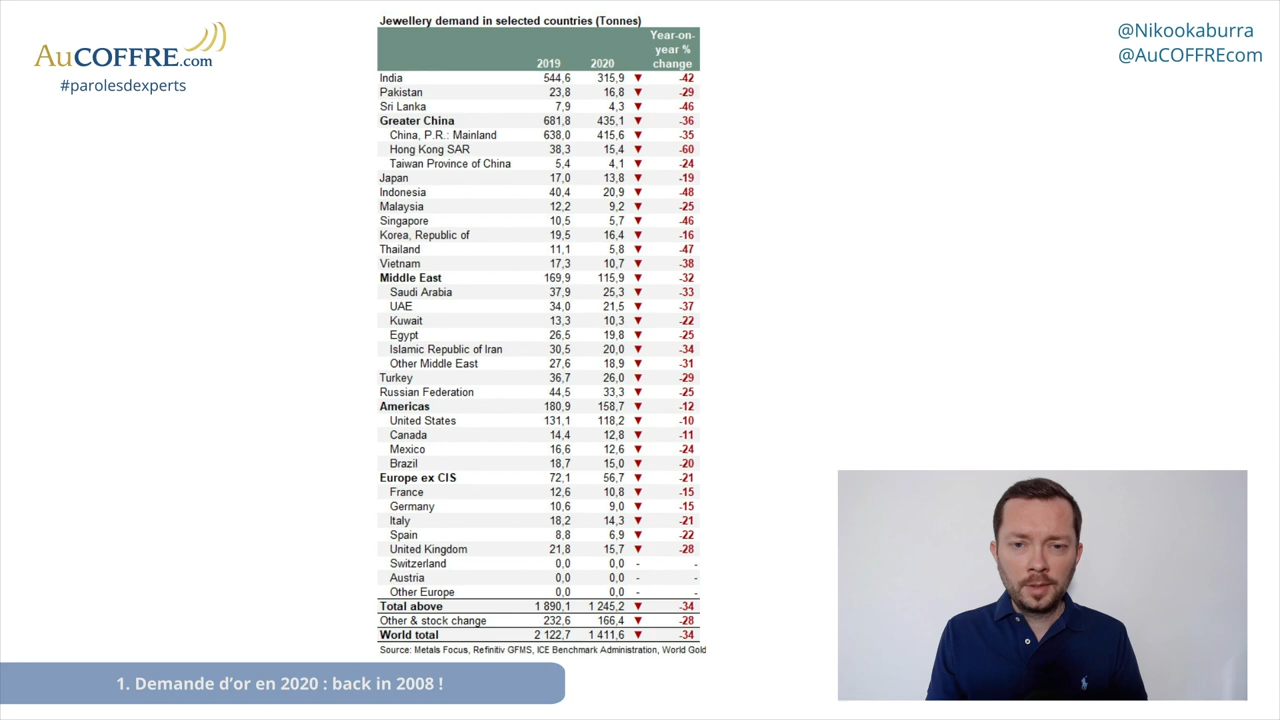 AuCOFFRE.com
#parolesdexperts
@Nikookaburra
@AuCOFFREcom
Jewellery demand in selected countries (Tonnes)
2019 2020 Year-on-year % change
India 544,6 315,9 ▼ -42
Pakistan 23,8 16,8 ▼ -29
Sri Lanka 7,9 4,3 ▼ -46
Greater China 681,8 435,1 ▼ -36
China, P.R.: Mainland 638,0 415,6 ▼ -35
Hong Kong SAR 38,3 15,4 ▼ -60
Taiwan Province of China 5,4 4,1 ▼ -24
Japan 17,0 13,8 ▼ -19
Indonesia 40,4 20,9 ▼ -48
Malaysia 12,2 9,2 ▼ -25
Singapore 10,5 5,7 ▼ -46
Korea, Republic of 19,5 16,4 ▼ -16
Thailand 11,1 5,8 ▼ -47
Vietnam 17,3 10,7 ▼ -38
Middle East 169,9 115,9 ▼ -32
Saudi Arabia 37,9 25,3 ▼ -33
UAE 34,0 21,5 ▼ -37
Kuwait 13,3 10,3 ▼ -22
Egypt 26,5 19,8 ▼ -25
Islamic Republic of Iran 30,5 20,0 ▼ -34
Other Middle East 27,6 18,9 ▼ -31
Turkey 36,7 26,0 ▼ -29
Russian Federation 44,5 33,3 ▼ -25
Americas 180,9 158,7 ▼ -12
United States 131,1 118,2 ▼ -10
Canada 14,4 12,8 ▼ -11
Mexico 16,6 12,6 ▼ -24
Brazil 18,7 15,0 ▼ -20
Europe ex CIS 72,1 56,7 ▼ -21
France 12,6 10,8 ▼ -15
Germany 10,6 9,0 ▼ -15
Italy 18,2 14,3 ▼ -21
Spain 8,8 6,9 ▼ -22
United Kingdom 21,8 15,7 ▼ -28
Switzerland 0,0 0,0 - -
Austria 0,0 0,0 - -
Other Europe 0,0 0,0 - -
Total above 1 890,1 1 245,2 ▼ -34
Other & stock change 232,6 166,4 ▼ -28
World total 2 122,7 1 411,6 ▼ -34
Source: Metals Focus, Refinitiv GFMS, ICE Benchmark Administration, World Gold
1. Demande d’or en 2020 : back in 2008 !